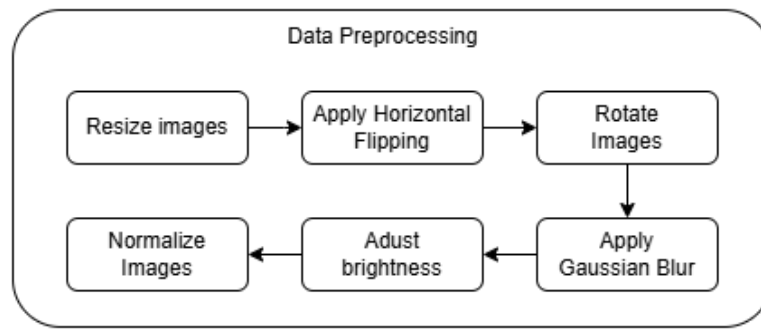 Data Preprocessing
Resize images
Apply Horizontal
Flipping
Rotate
Images
Apply
Gaussian Blur
Adust
brightness
Normalize
Images